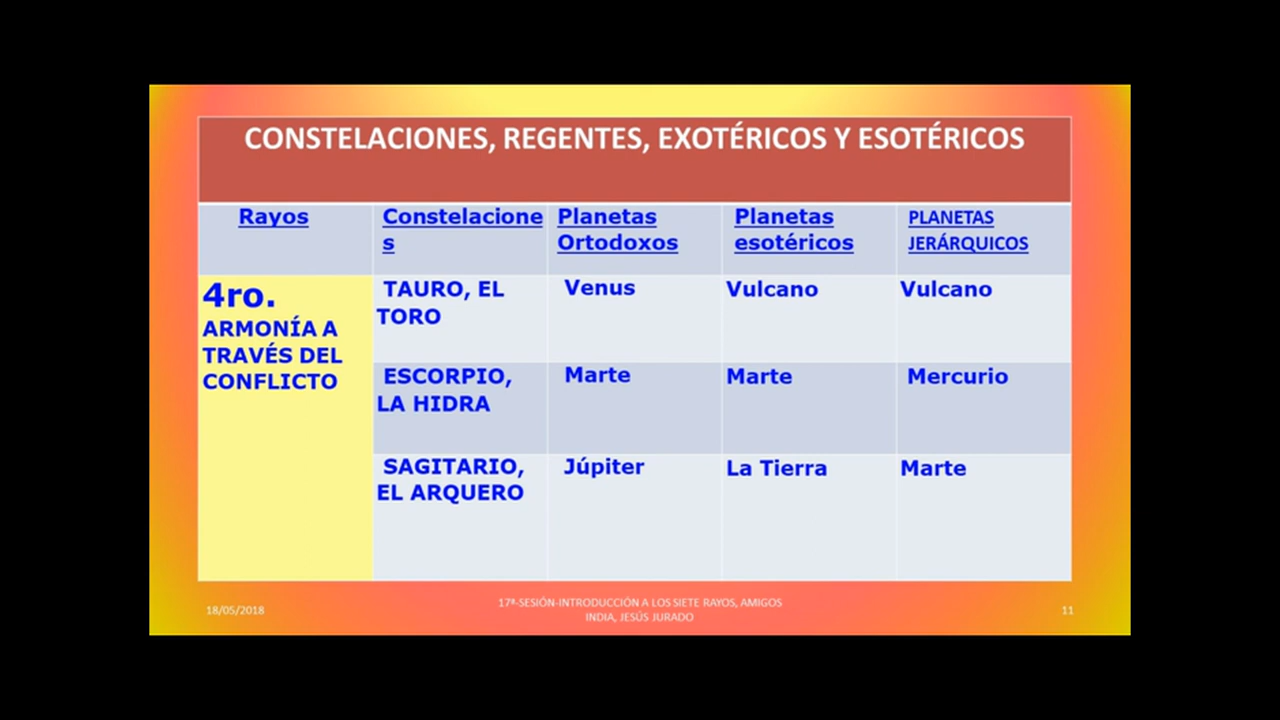 CONSTELACIONES, REGENTES, EXOTÉRICOS Y ESOTÉRICOS
Rayos
Constelacione
s
Planetas
Ortodoxos
Planetas
esotéricos
PLANETAS
JERÁRQUICOS
4ro.
ARMONÍA A
TRAVÉS DEL
CONFLICTO
TAURO, EL
TORO
Venus
Vulcano
Vulcano
ESCORPIO,
LA HIDRA
Marte
Marte
Mercurio
SAGITARIO,
EL ARQUERO
Júpiter
La Tierra
Marte
18/05/2018
17ª-SESIÓN-INTRODUCCIÓN A LOS SIETE RAYOS, AMIGOS
INDIA, JESÚS JURADO
11